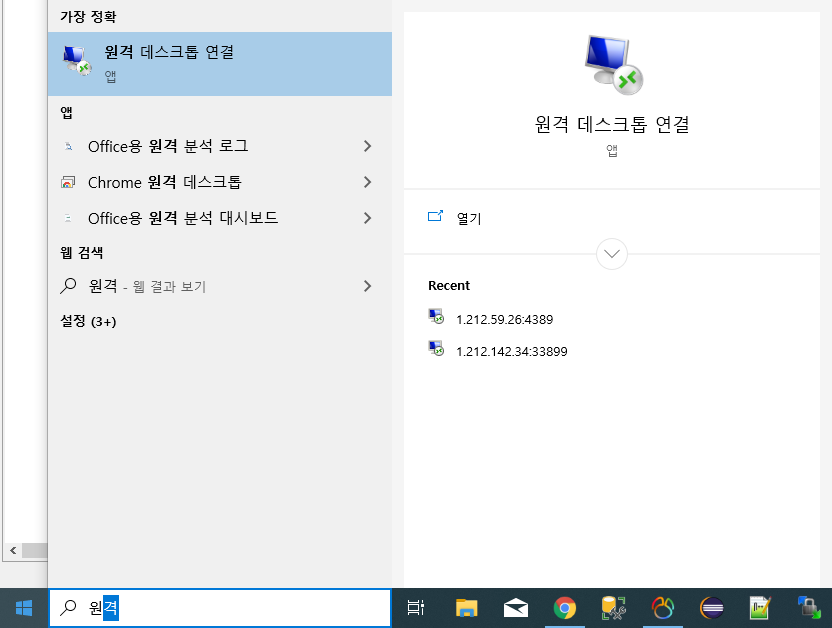 가장 정확
원격 데스크톱 연결
앱
앱
Office용 원격 분석 로그
Chrome 원격 데스크톱
Office용 원격 분석 대시보드
웹 검색
원격 - 웹 결과 보기
설정 (3+)
원격 데스크톱 연결
앱
열기
Recent
1.212.59.26:4389
1.212.142.34:33899
원격